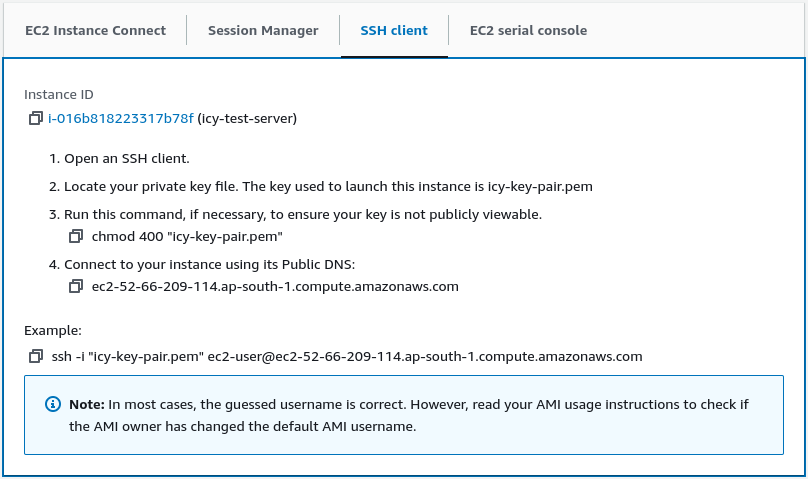 EC2 Instance Connect Session Manager SSH client EC2 serial console
Instance ID
i-016b818223317b78f (icy-test-server)
1. Open an SSH client.
2. Locate your private key file. The key used to launch this instance is icy-key-pair.pem
3. Run this command, if necessary, to ensure your key is not publicly viewable.
chmod 400 "icy-key-pair.pem"
4. Connect to your instance using its Public DNS:
ec2-52-66-209-114.ap-south-1.compute.amazonaws.com
Example:
ssh -i "icy-key-pair.pem" ec2-user@ec2-52-66-209-114.ap-south-1.compute.amazonaws.com
Note: In most cases, the guessed username is correct. However, read your AMI usage instructions to check if
the AMI owner has changed the default AMI username.